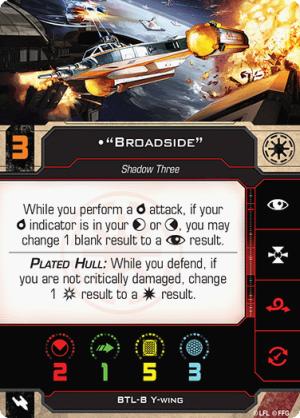 •“Broadside”
3
Shadow Three
While you perform a attack, if your
indicator is in your or , you may
change 1 blank result to a result.
Plated Hull: While you defend, if
you are not critically damaged, change
1 result to a result.
2 1 5 3
BTL-B Y-wing
©LFL ©FFG